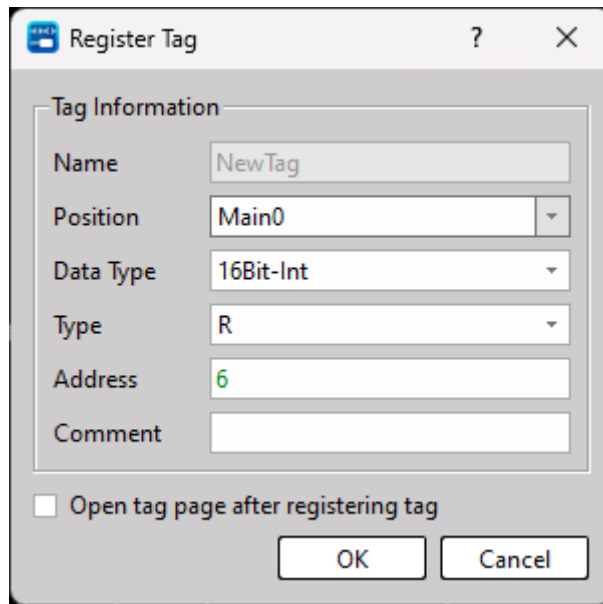 Register Tag ? ×
Tag Information
Name NewTag
Position Main0
Data Type 16Bit-Int
Type R
Address 6
Comment
Open tag page after registering tag
OK Cancel